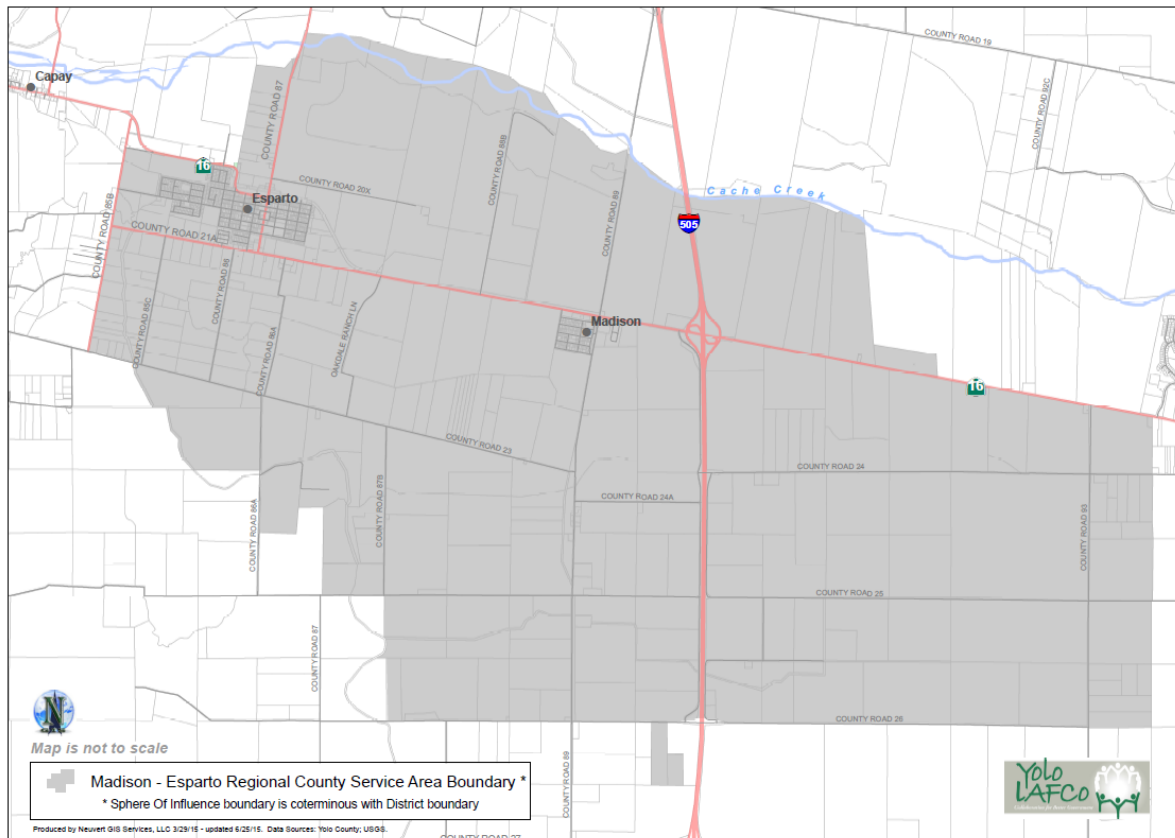 COUNTY ROAD 19
Capay
COUNTY ROAD 87
COUNTY ROAD 92C
COUNTY ROAD 88B
16
COUNTY ROAD 20X
Cache Creek
Esparto
COUNTY ROAD 89
COUNTY ROAD 85B
505
COUNTY ROAD 21A
COUNTY ROAD 86
COUNTY ROAD 85C
COUNTY ROAD 86A
OAKDALE RANCH LN
Madison
16
COUNTY ROAD 23
COUNTY ROAD 24
COUNTY ROAD 87B
COUNTY ROAD 24A
COUNTY ROAD 86A
COUNTY ROAD 93
COUNTY ROAD 25
COUNTY ROAD 87
N
COUNTY ROAD 26
Map is not to scale
COUNTY ROAD 89
Madison - Esparto Regional County Service Area Boundary *
* Sphere Of Influence boundary is coterminous with District boundary
YOLO
LAFCO
Produced by Neuvert GIS Services, LLC 3/29/15 - updated 6/25/15. Data Sources: Yolo County; USGS.
COUNTY ROAD 27